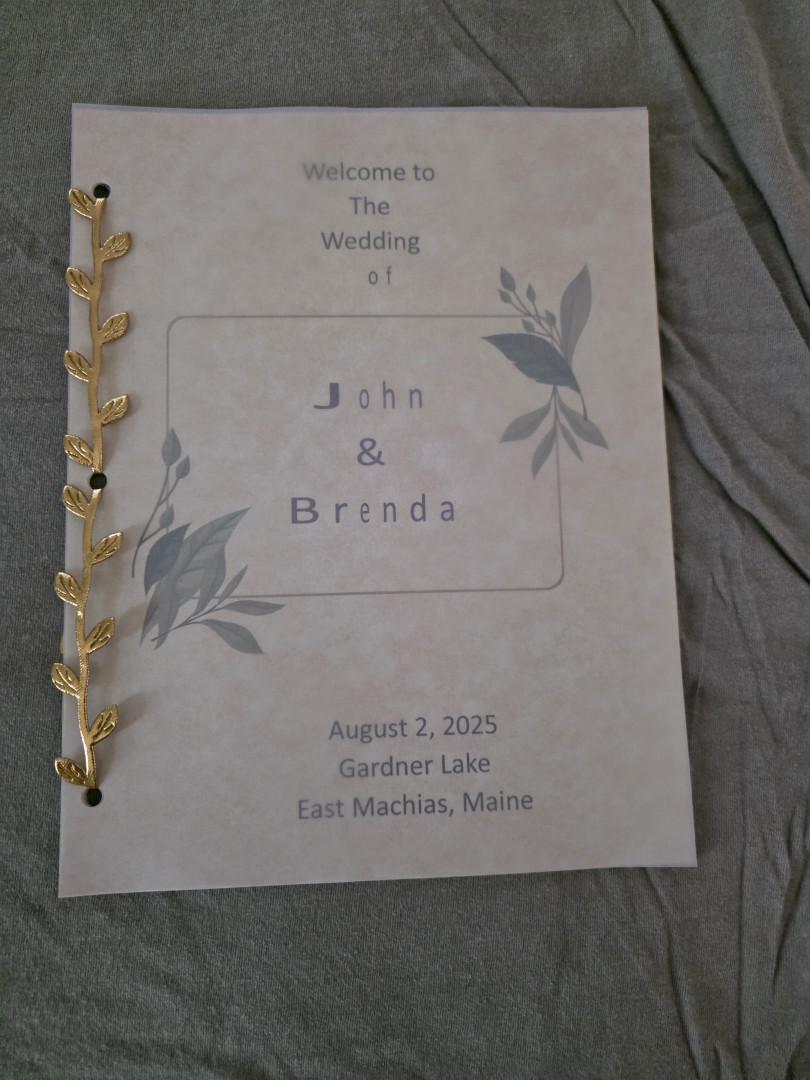 Welcome to
The
Wedding
of
John
&
Brenda
August 2, 2025
Gardner Lake
East Machias, Maine